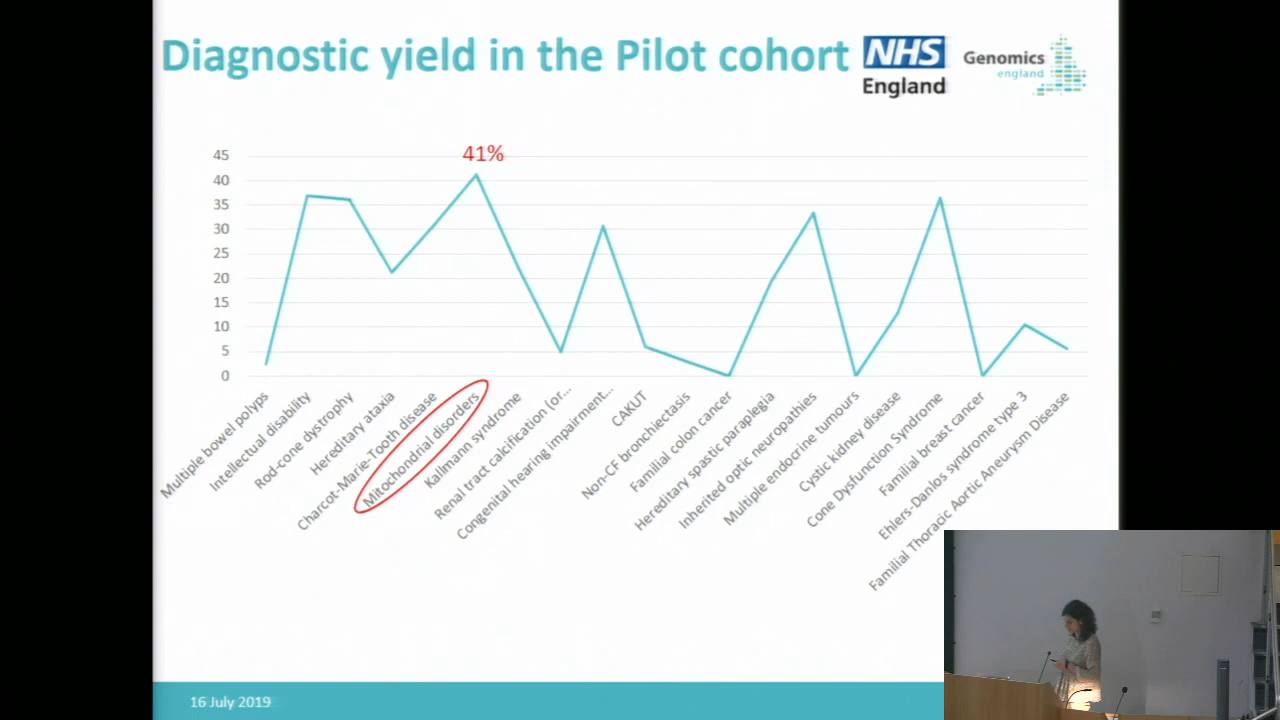 Diagnostic yield in the Pilot cohort
NHS
England
Genomics
england
41%
45
40
35
30
25
20
15
10
5
0
Multiple bowel polyps
Intellectual disability
Rod-cone dystrophy
Hereditary ataxia
Charcot-Marie-Tooth disease
Mitochondrial disorders
Kallmann syndrome
Renal tract calcification (or...
Congenital hearing impairment...
CAKUT
Non-CF bronchiectasis
Familial colon cancer
Hereditary spastic paraplegia
Inherited optic neuropathies
Multiple endocrine tumours
Cystic kidney disease
Cone Dysfunction Syndrome
Familial breast cancer
Ehlers-Danlos syndrome type 3
Familial Thoracic Aortic Aneurysm Disease
16 July 2019